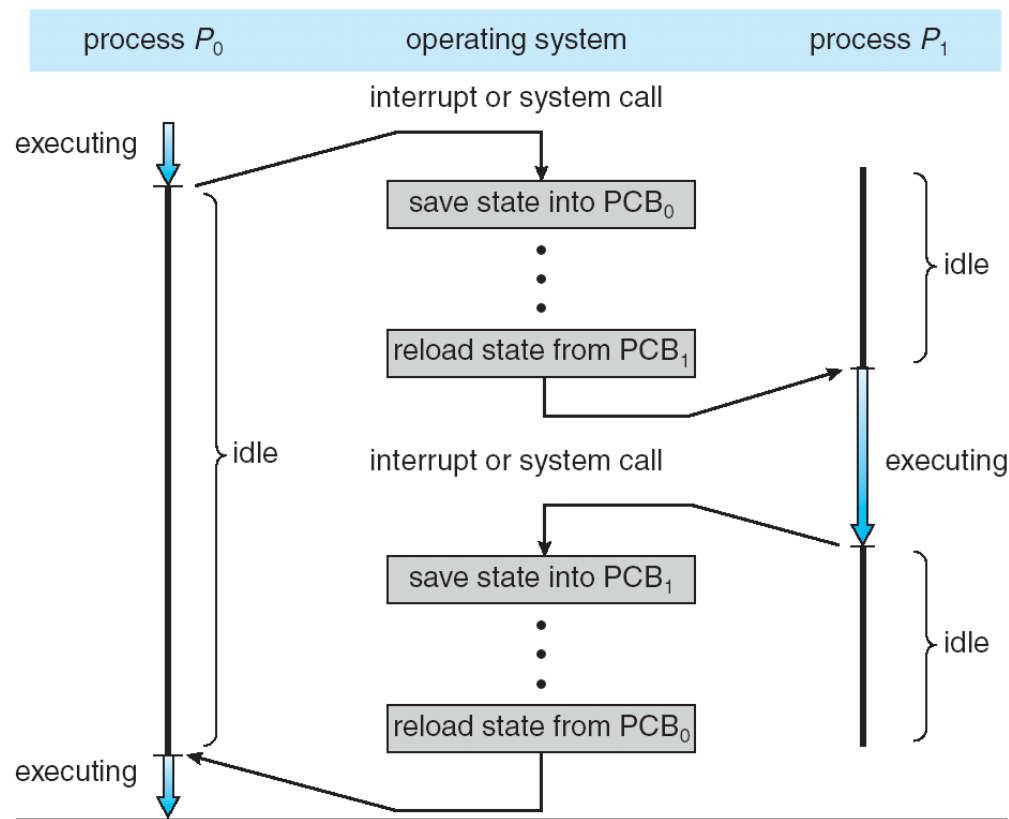 process P₀ operating system process P₁
interrupt or system call
executing
save state into PCB₀
idle
reload state from PCB₁
idle
interrupt or system call
executing
save state into PCB₁
idle
reload state from PCB₀
executing